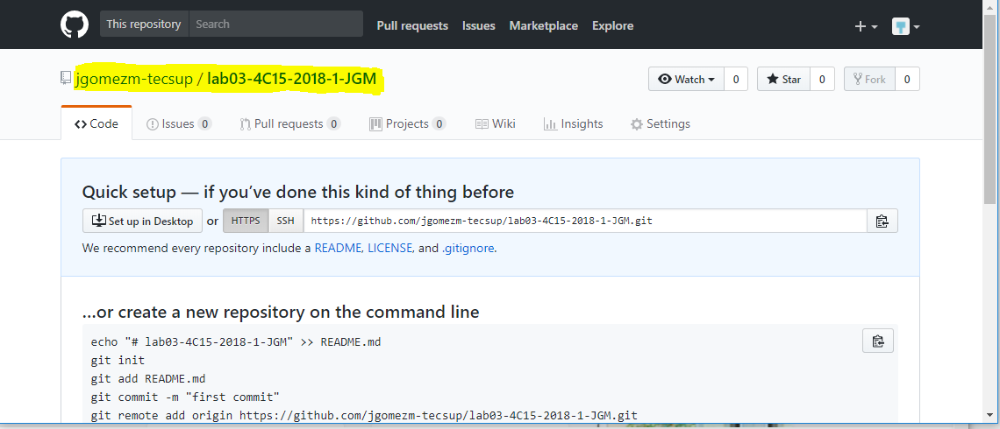 This repository Search Pull requests Issues Marketplace Explore
jgomezm-tecsup / lab03-4C15-2018-1-JGM Watch 0 Star 0 Fork 0
Code Issues 0 Pull requests 0 Projects 0 Wiki Insights Settings
Quick setup — if you’ve done this kind of thing before
Set up in Desktop or HTTPS SSH https://github.com/jgomezm-tecsup/lab03-4C15-2018-1-JGM.git
We recommend every repository include a README, LICENSE, and .gitignore.
…or create a new repository on the command line
echo "# lab03-4C15-2018-1-JGM" >> README.md
git init
git add README.md
git commit -m "first commit"
git remote add origin https://github.com/jgomezm-tecsup/lab03-4C15-2018-1-JGM.git